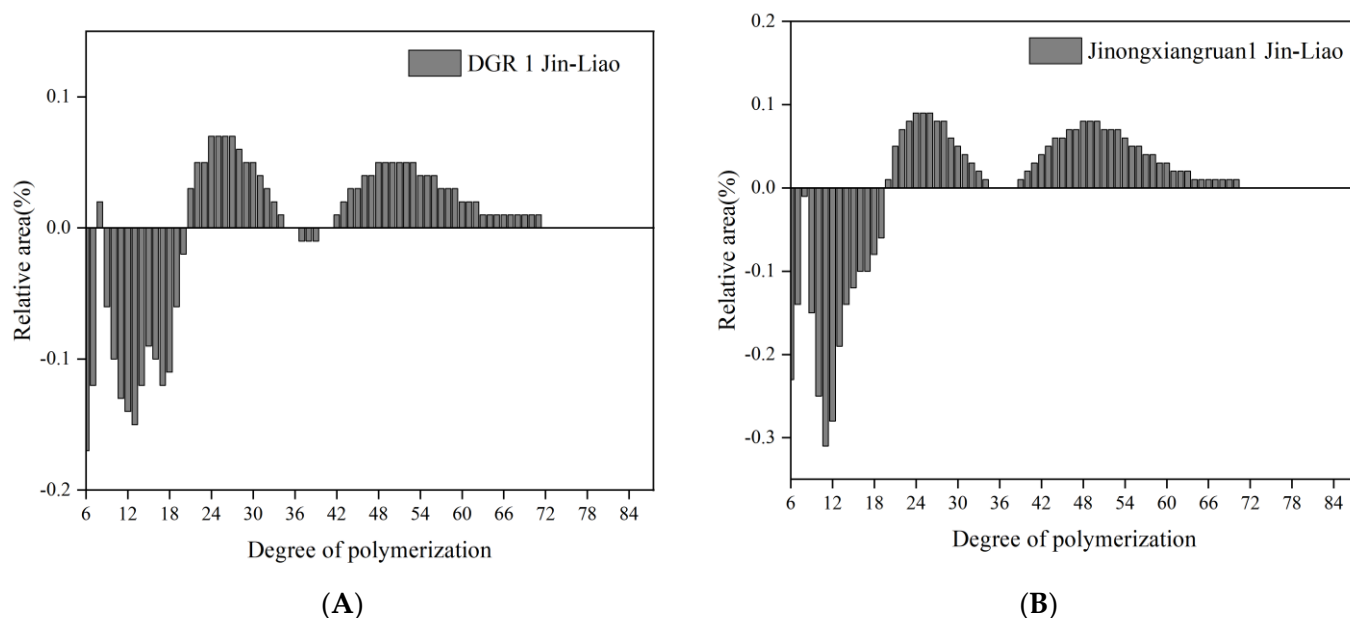 DGR 1 Jin-Liao
0.1
0.0
-0.1
-0.2
Relative area(%)
6 12 18 24 30 36 42 48 54 60 66 72 78 84
Degree of polymerization
(A)
Jinongxiangruan1 Jin-Liao
0.2
0.1
0.0
-0.1
-0.2
-0.3
Relative area(%)
6 12 18 24 30 36 42 48 54 60 66 72 78 84
Degree of polymerization
(B)